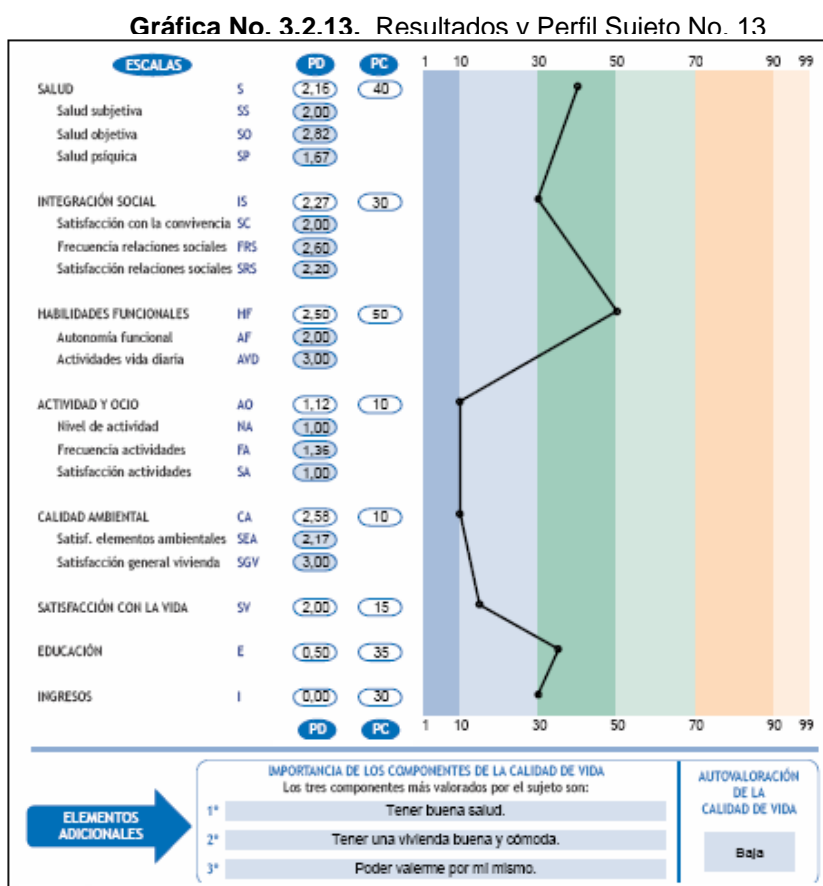 Gráfica No. 3.2.13. Resultados y Perfil Sujeto No. 13
ESCALAS PD PC 1 10 30 50 70 90 99
SALUD S 2,16 40
Salud subjetiva SS 2,00
Salud objetiva SO 2,82
Salud psíquica SP 1,67
INTEGRACIÓN SOCIAL IS 2,27 30
Satisfacción con la convivencia SC 2,00
Frecuencia relaciones sociales FRS 2,60
Satisfacción relaciones sociales SRS 2,20
HABILIDADES FUNCIONALES HF 2,50 50
Autonomía funcional AF 2,00
Actividades vida diaria AVD 3,00
ACTIVIDAD Y OCIO AO 1,12 10
Nivel de actividad NA 1,00
Frecuencia actividades FA 1,36
Satisfacción actividades SA 1,00
CALIDAD AMBIENTAL CA 2,58 10
Satisf. elementos ambientales SEA 2,17
Satisfacción general vivienda SGV 3,00
SATISFACCIÓN CON LA VIDA SV 2,00 15
EDUCACIÓN E 0,50 35
INGRESOS I 0,00 30
PD PC 1 10 30 50 70 90 99
ELEMENTOS
ADICIONALES
IMPORTANCIA DE LOS COMPONENTES DE LA CALIDAD DE VIDA
Los tres componentes más valorados por el sujeto son:
1º Tener buena salud.
2º Tener una vivienda buena y cómoda.
3º Poder valerme por mi mismo.
AUTOVALORACIÓN
DE LA
CALIDAD DE VIDA
Baja